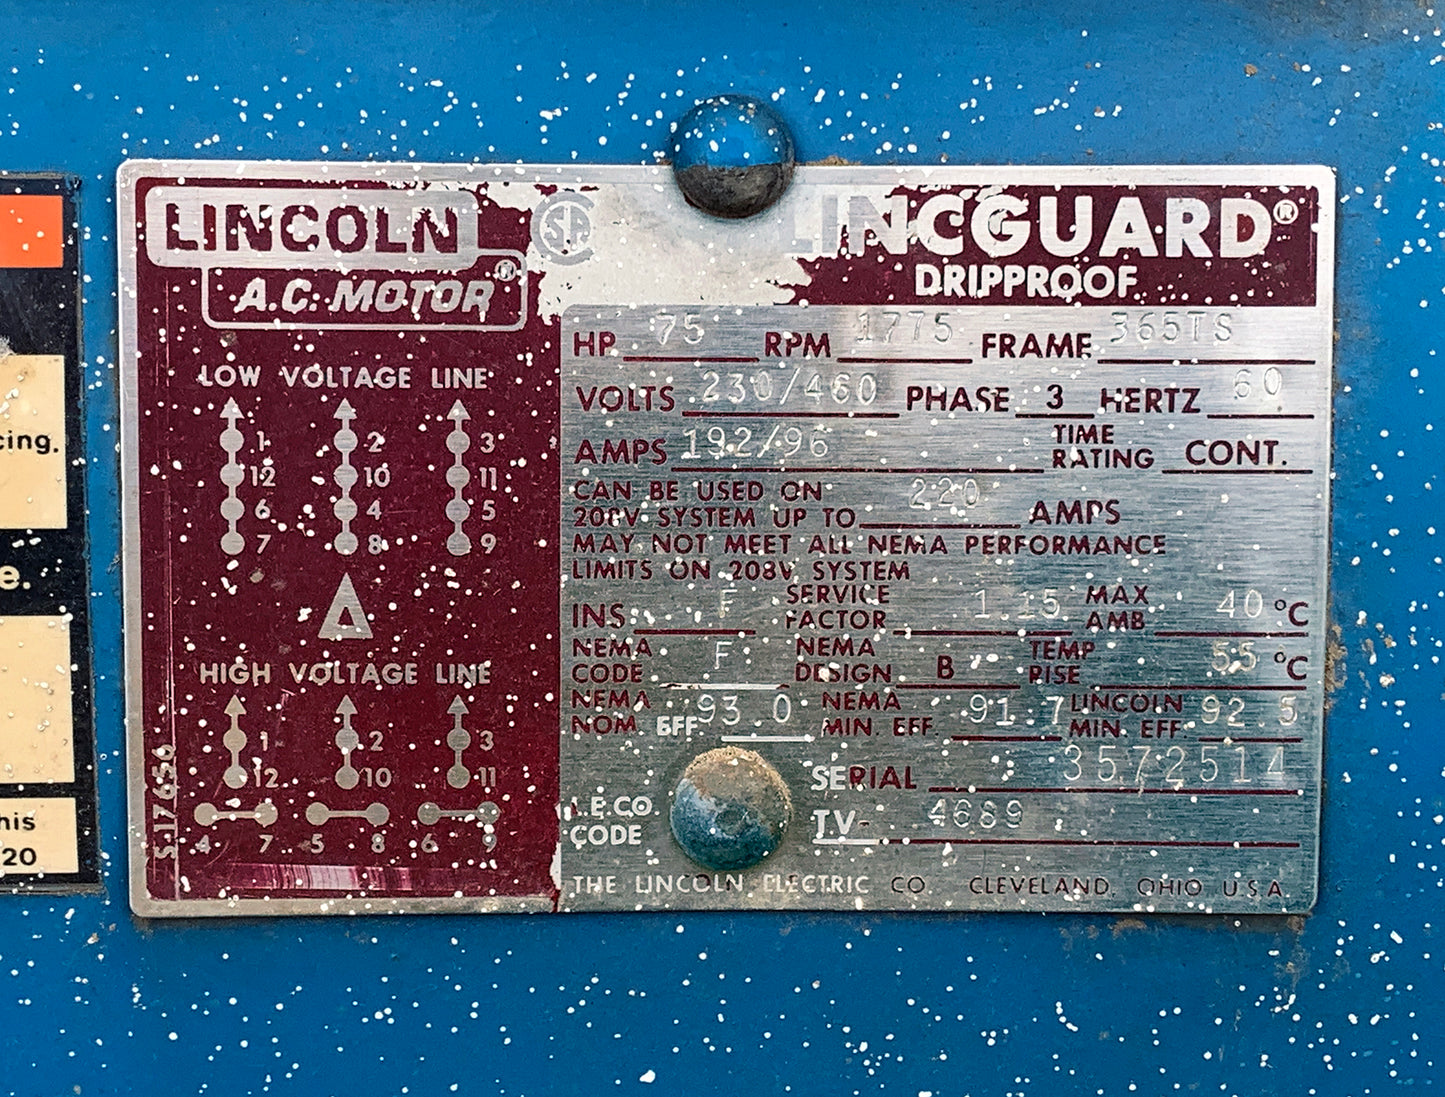 LINCOLN
A.C. MOTOR ®
LOW VOLTAGE LINE
1 2 3
12 10 11
6 4 5
7 8 9
HIGH VOLTAGE LINE
1 2 3
12 10 11
4 7 5 8 6 9
S-17656
LINCGUARD®
DRIPPROOF
HP 75 RPM 1775 FRAME 365TS
VOLTS 230/460 PHASE 3 HERTZ 60
AMPS 192/96 TIME RATING CONT.
CAN BE USED ON
208V SYSTEM UP TO 220 AMPS
MAY NOT MEET ALL NEMA PERFORMANCE
LIMITS ON 208V SYSTEM
INS F SERVICE FACTOR 1.15 MAX AMB 40 °C
NEMA CODE F NEMA DESIGN B TEMP RISE 55 °C
NEMA NOM. EFF. 93.0 NEMA MIN. EFF. 91.7 LINCOLN MIN. EFF. 92.5
SERIAL 3572514
L.E.CO. CODE T.V. 4689
THE LINCOLN ELECTRIC CO. CLEVELAND, OHIO U.S.A.
cing.
e.
his
20